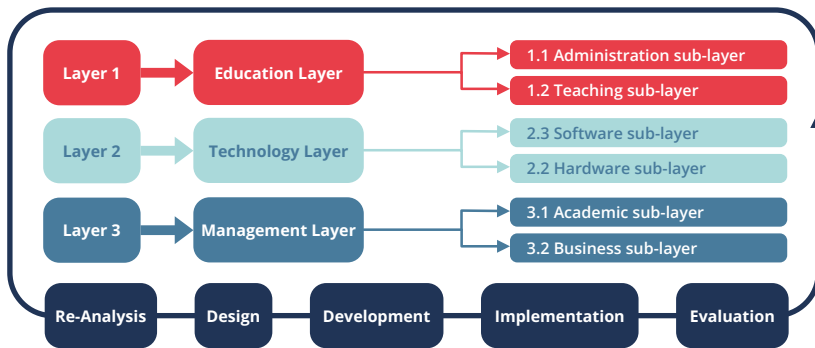 Layer 1
Education Layer
1.1 Administration sub-layer
1.2 Teaching sub-layer
Layer 2
Technology Layer
2.3 Software sub-layer
2.2 Hardware sub-layer
Layer 3
Management Layer
3.1 Academic sub-layer
3.2 Business sub-layer
Re-Analysis
Design
Development
Implementation
Evaluation